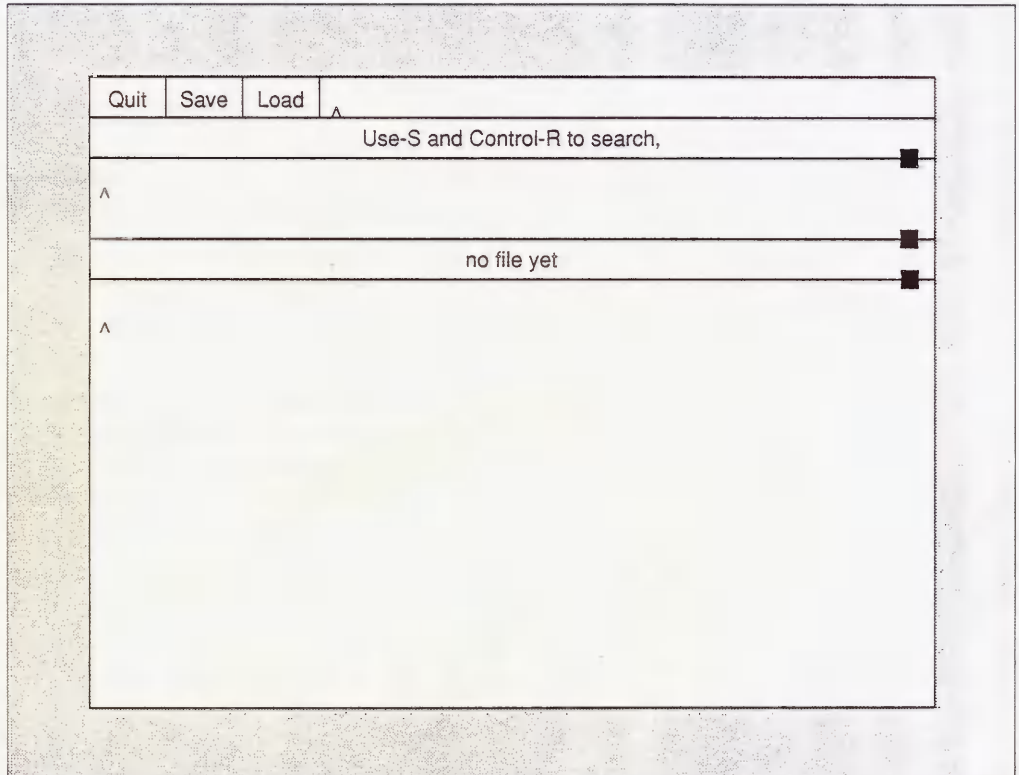 Quit Save Load ^
Use-S and Control-R to search,
^
no file yet
^